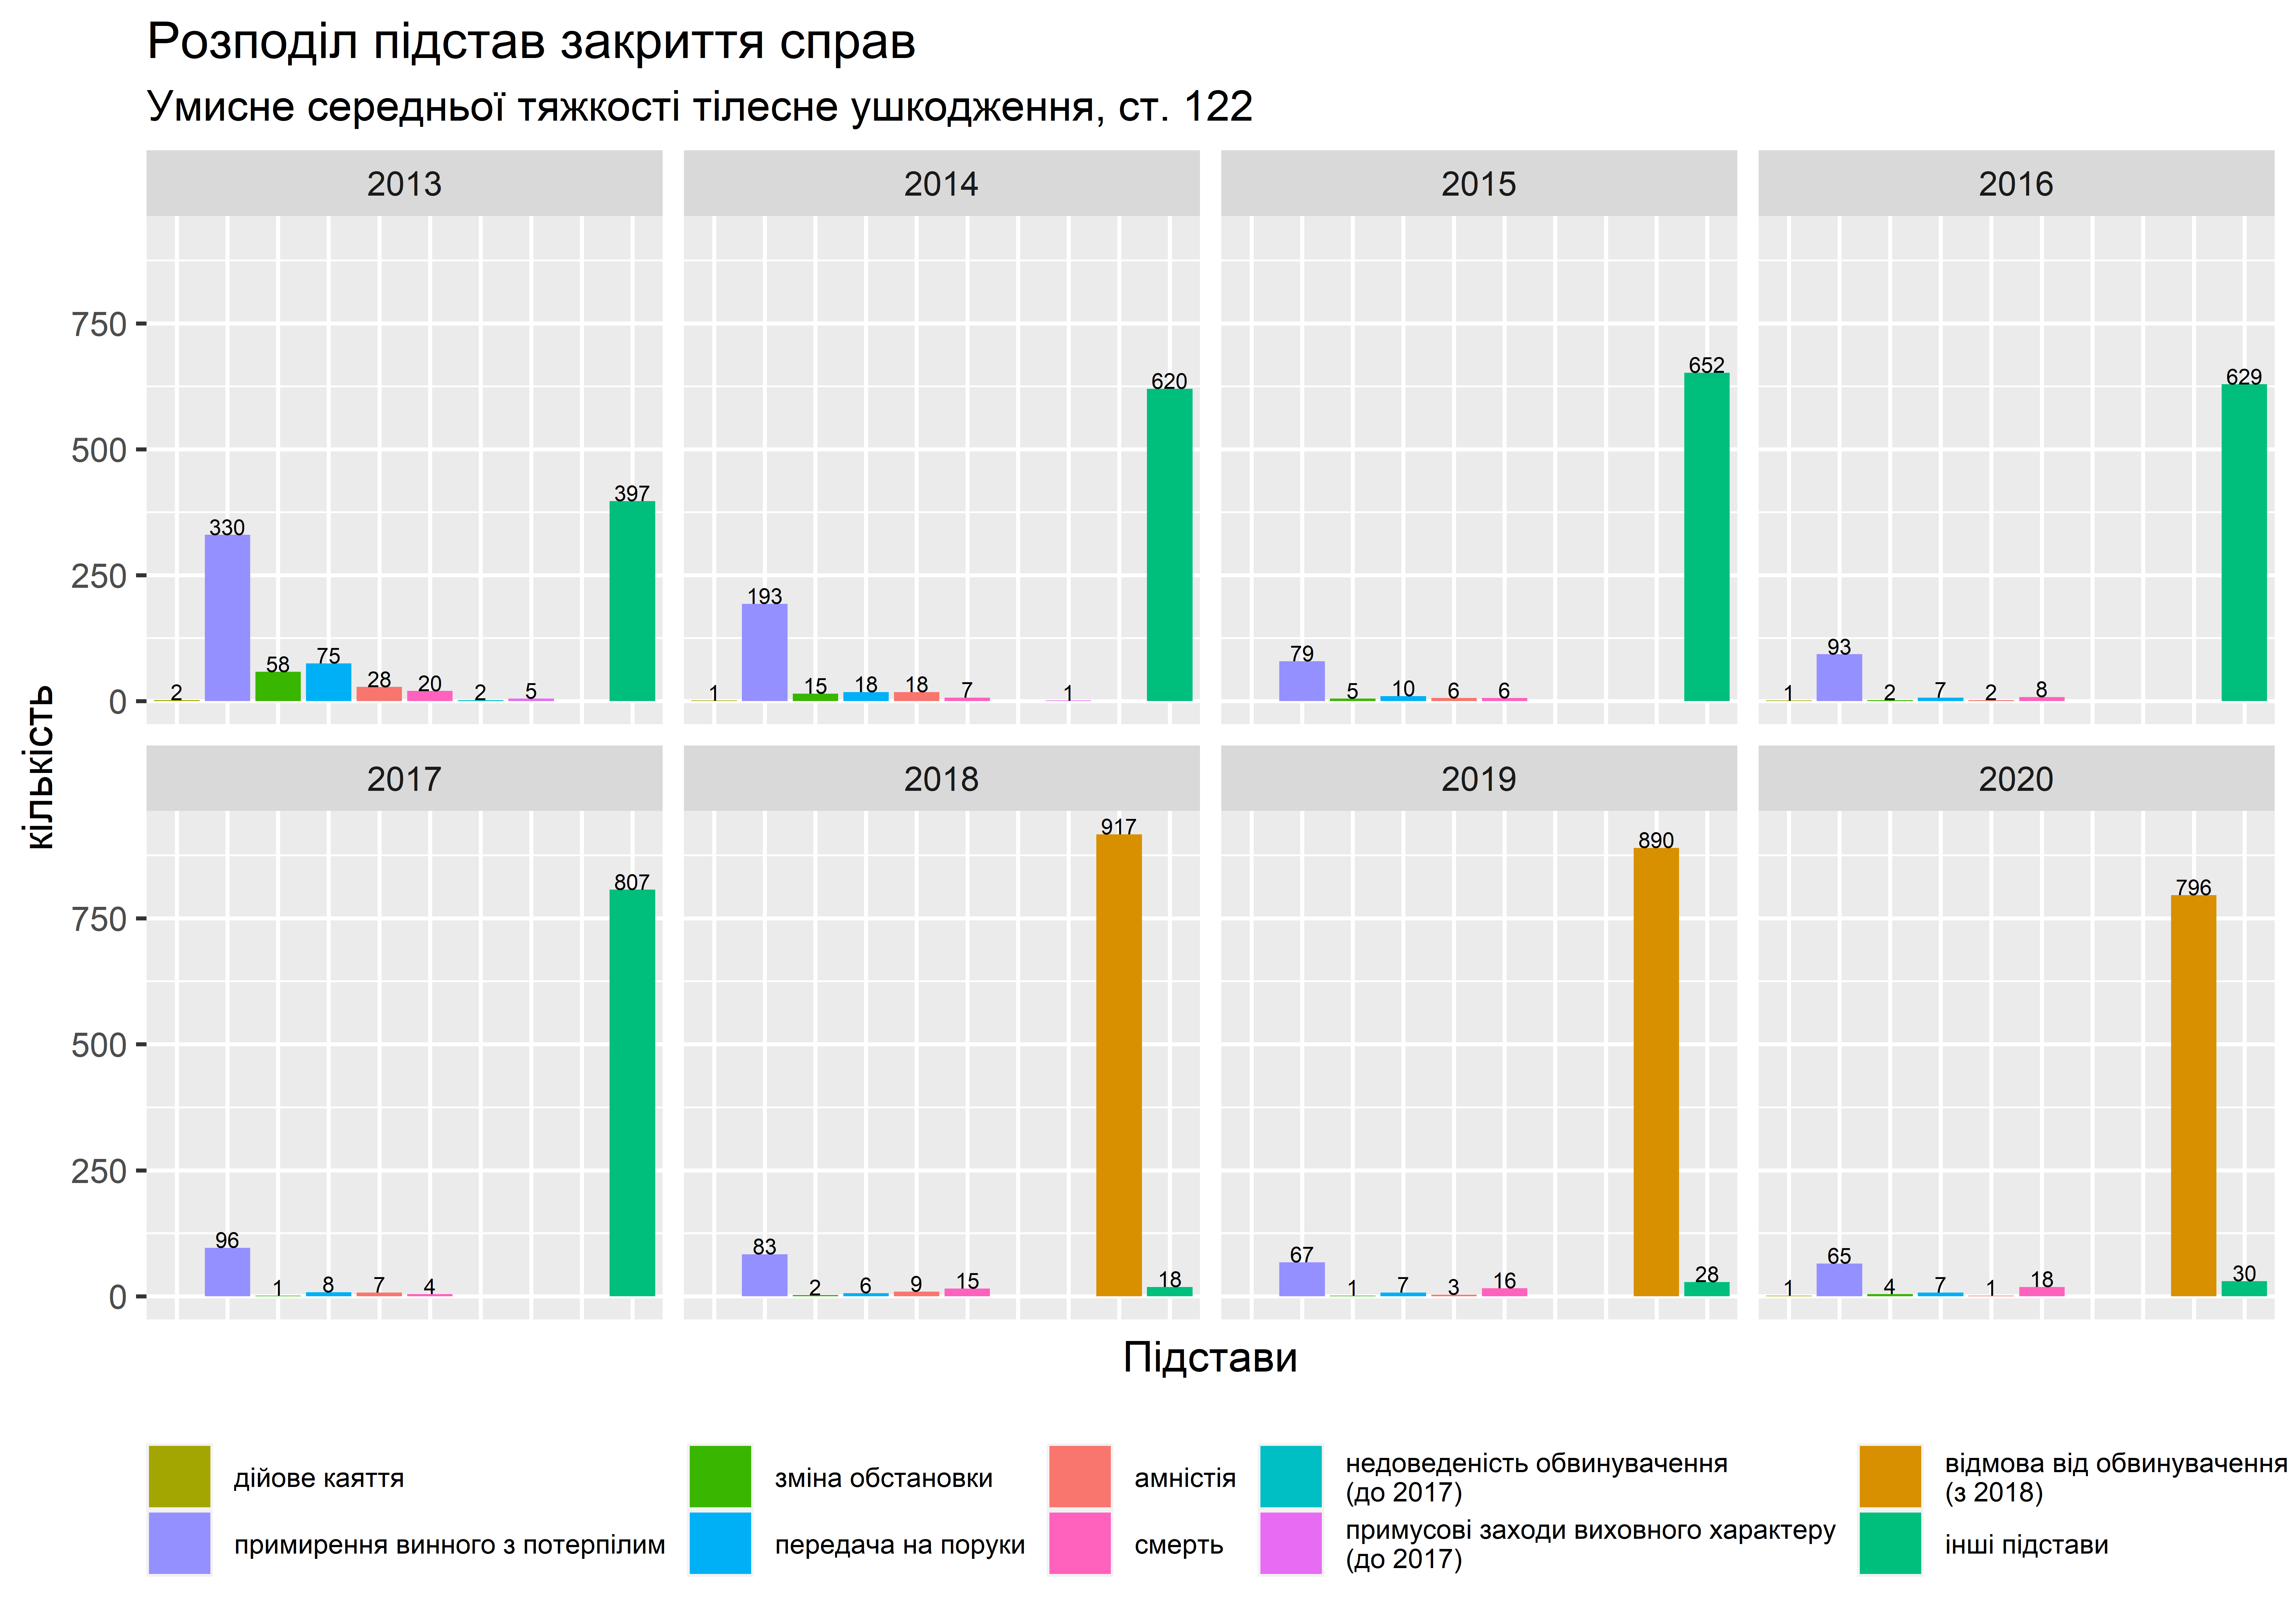 Розподіл підстав закриття справ
Умисне середньої тяжкості тілесне ушкодження, ст. 122
2013 2014 2015 2016
750
500
250
0
2 330 58 75 28 20 2 5 397
1 193 15 18 18 7 1 620
79 5 10 6 6 652
1 93 2 7 2 8 629
кількість
2017 2018 2019 2020
750
500
250
0
96 1 8 7 4 807
83 2 6 9 15 917 18
67 1 7 3 16 890 28
1 65 4 7 1 18 796 30
Підстави
дійове каяття
примирення винного з потерпілим
зміна обстановки
передача на поруки
амністія
смерть
недоведеність обвинувачення
(до 2017)
примусові заходи виховного характеру
(до 2017)
відмова від обвинувачення
(з 2018)
інші підстави